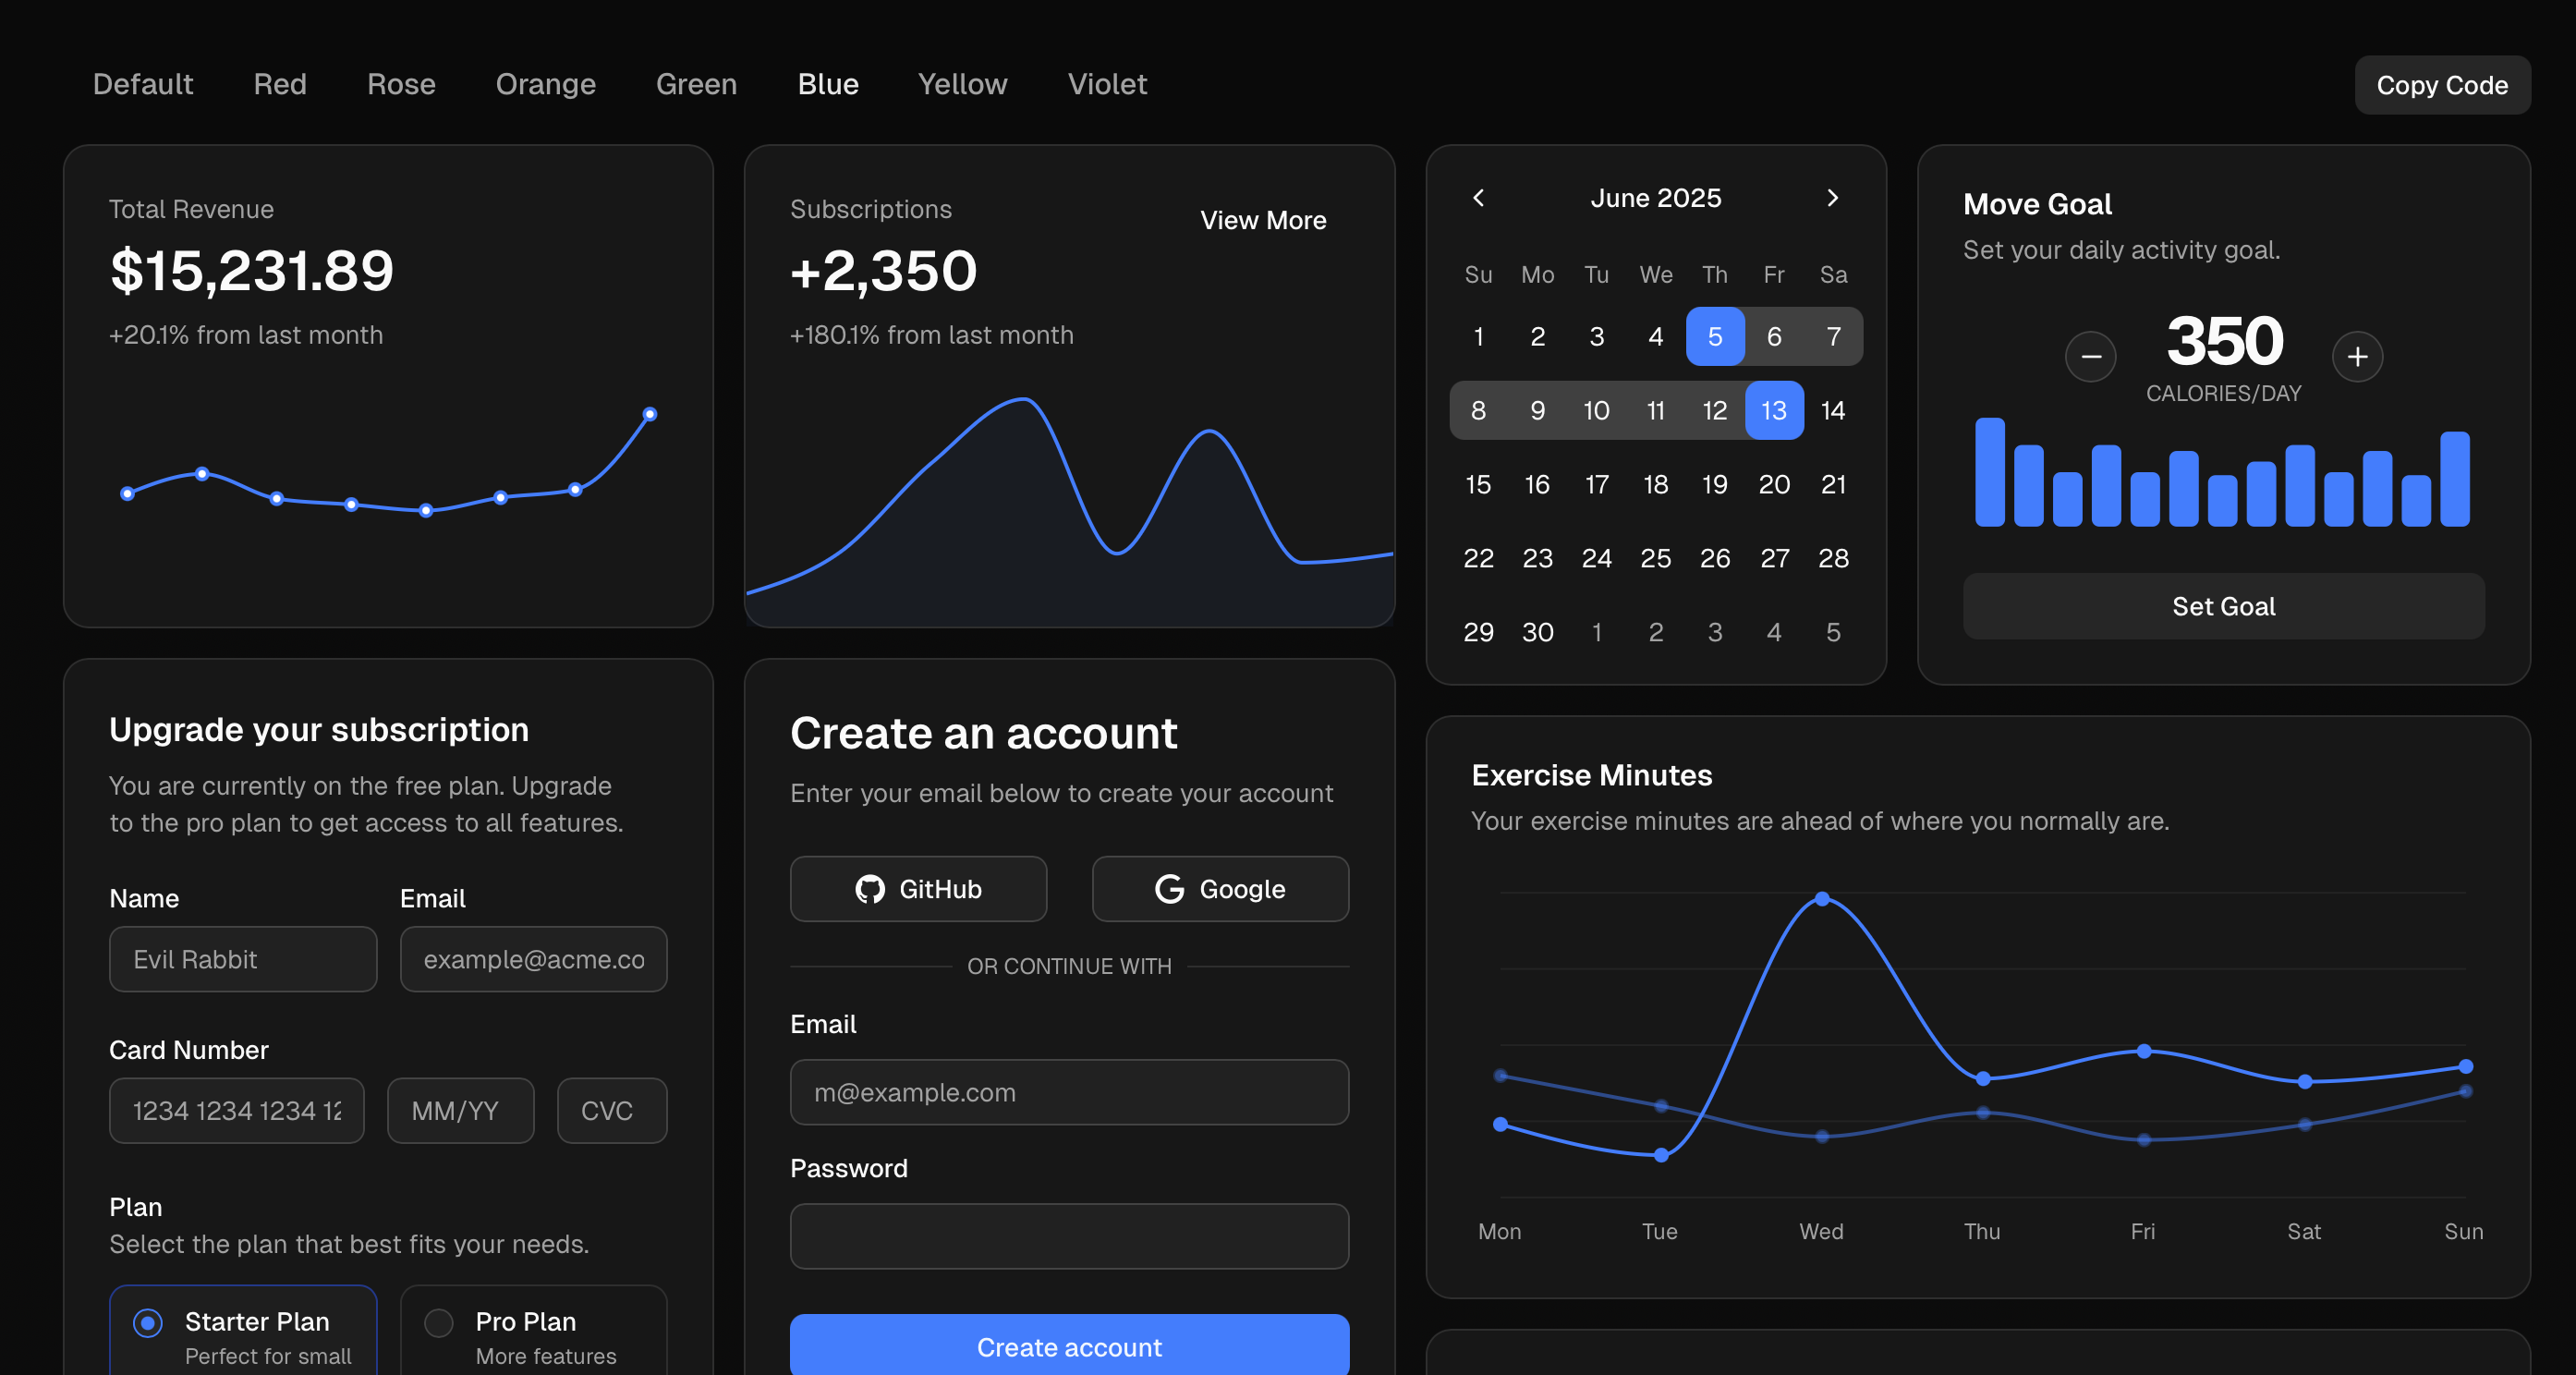 Default Red Rose Orange Green Blue Yellow Violet
Copy Code
Total Revenue
$15,231.89
+20.1% from last month
Subscriptions
View More
+2,350
+180.1% from last month
June 2025
Su Mo Tu We Th Fr Sa
1 2 3 4 5 6 7
8 9 10 11 12 13 14
15 16 17 18 19 20 21
22 23 24 25 26 27 28
29 30 1 2 3 4 5
Move Goal
Set your daily activity goal.
350
CALORIES/DAY
Set Goal
Upgrade your subscription
You are currently on the free plan. Upgrade
to the pro plan to get access to all features.
Name Email
Evil Rabbit example@acme.co
Card Number
1234 1234 1234 12 MM/YY CVC
Plan
Select the plan that best fits your needs.
Starter Plan
Perfect for small
Pro Plan
More features
Create an account
Enter your email below to create your account
GitHub Google
OR CONTINUE WITH
Email
m@example.com
Password
Create account
Exercise Minutes
Your exercise minutes are ahead of where you normally are.
Mon Tue Wed Thu Fri Sat Sun